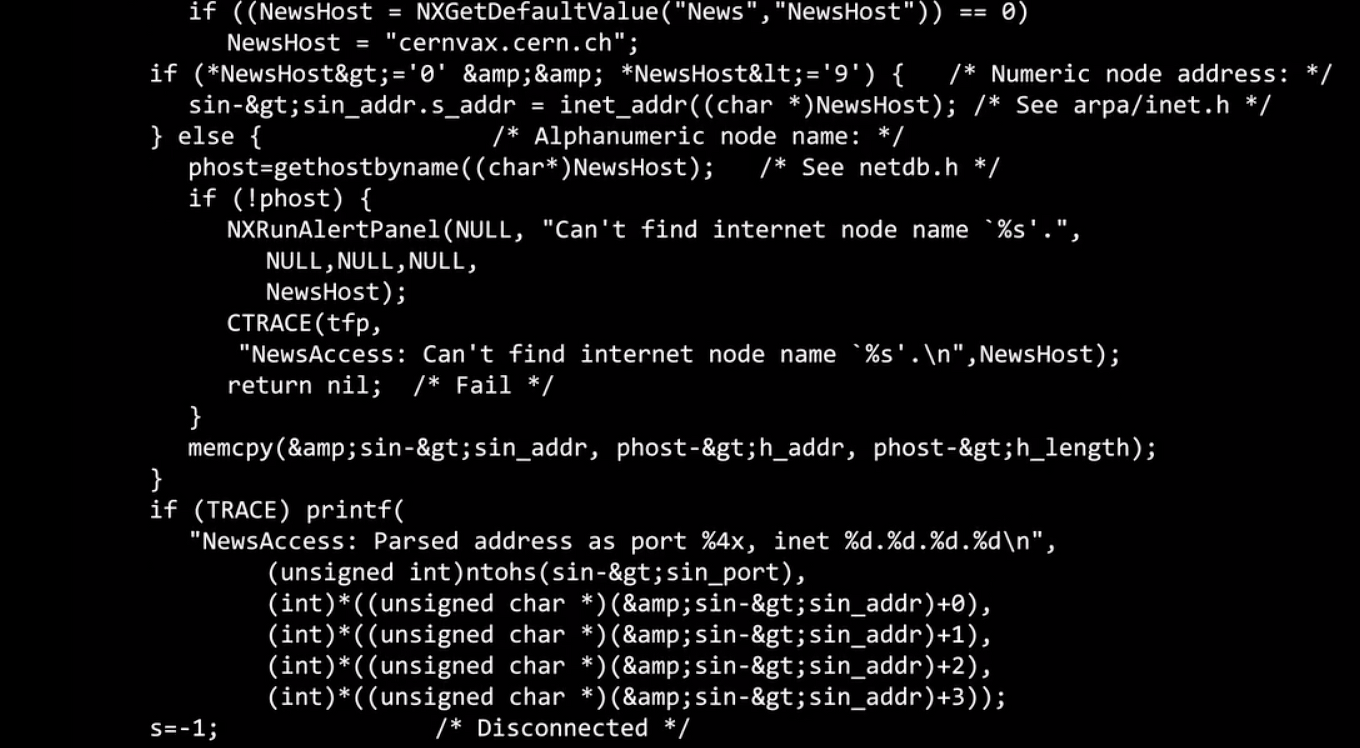 if ((NewsHost = NXGetDefaultValue("News","NewsHost")) == 0)
NewsHost = "cernvax.cern.ch";
if (*NewsHost&gt;='0' &amp;&amp; *NewsHost&lt;='9') { /* Numeric node address: */
sin-&gt;sin_addr.s_addr = inet_addr((char *)NewsHost); /* See arpa/inet.h */
} else { /* Alphanumeric node name: */
phost=gethostbyname((char*)NewsHost); /* See netdb.h */
if (!phost) {
NXRunAlertPanel(NULL, "Can't find internet node name `%s'.",
NULL,NULL,NULL,
NewsHost);
CTRACE(tfp,
"NewsAccess: Can't find internet node name `%s'.\n",NewsHost);
return nil; /* Fail */
}
memcpy(&amp;sin-&gt;sin_addr, phost-&gt;h_addr, phost-&gt;h_length);
}
if (TRACE) printf(
"NewsAccess: Parsed address as port %4x, inet %d.%d.%d.%d\n",
(unsigned int)ntohs(sin-&gt;sin_port),
(int)*((unsigned char *)(&amp;sin-&gt;sin_addr)+0),
(int)*((unsigned char *)(&amp;sin-&gt;sin_addr)+1),
(int)*((unsigned char *)(&amp;sin-&gt;sin_addr)+2),
(int)*((unsigned char *)(&amp;sin-&gt;sin_addr)+3));
s=-1; /* Disconnected */